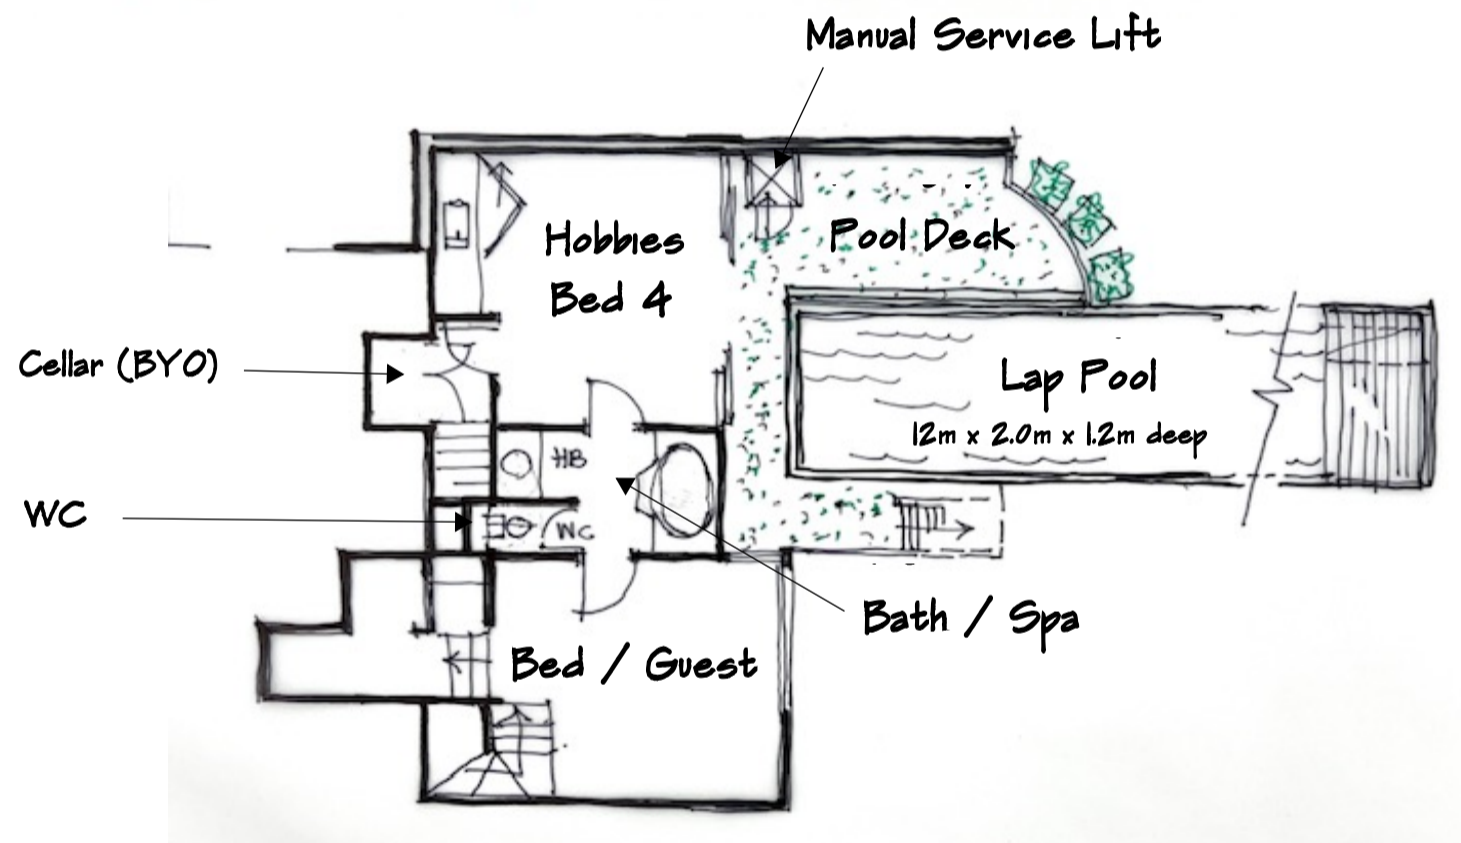 Manual Service Lift
Hobbies
Bed 4
Pool Deck
Cellar (BYO)
Lap Pool
12m x 2.0m x 1.2m deep
HB
WC
WC
Bath / Spa
Bed / Guest